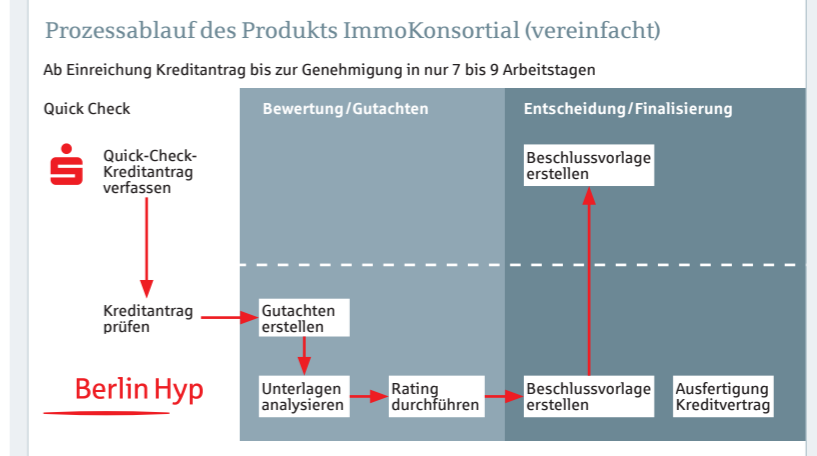 Prozessablauf des Produkts ImmoKonsortial (vereinfacht)
Ab Einreichung Kreditantrag bis zur Genehmigung in nur 7 bis 9 Arbeitstagen
Quick Check
Bewertung/Gutachten
Entscheidung/Finalisierung
Quick-Check-
Kreditantrag
verfassen
Beschlussvorlage
erstellen
Kreditantrag
prüfen
Gutachten
erstellen
Berlin Hyp
Unterlagen
analysieren
Rating
durchführen
Beschlussvorlage
erstellen
Ausfertigung
Kreditvertrag